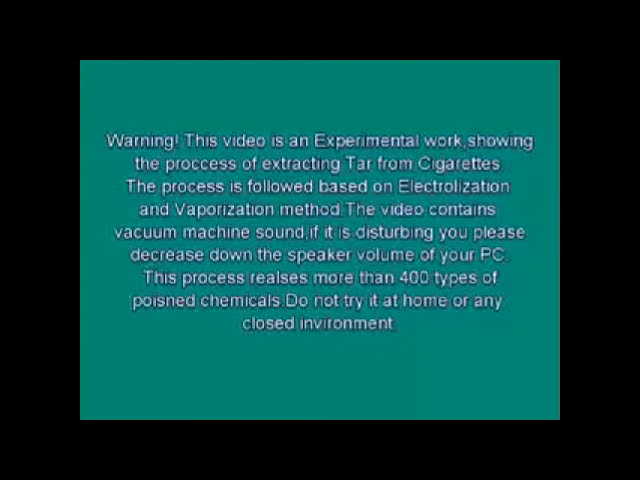 Warning! This video is an Experimental work,showing
the proccess of extracting Tar from Cigarettes.
The process is followed based on Electrolization
and Vaporization method.The video contains
vacuum machine sound,if it is disturbing you please
decrease down the speaker volume of your PC.
This process realses more than 400 types of
poisned chemicals.Do not try it at home or any
closed invironment.